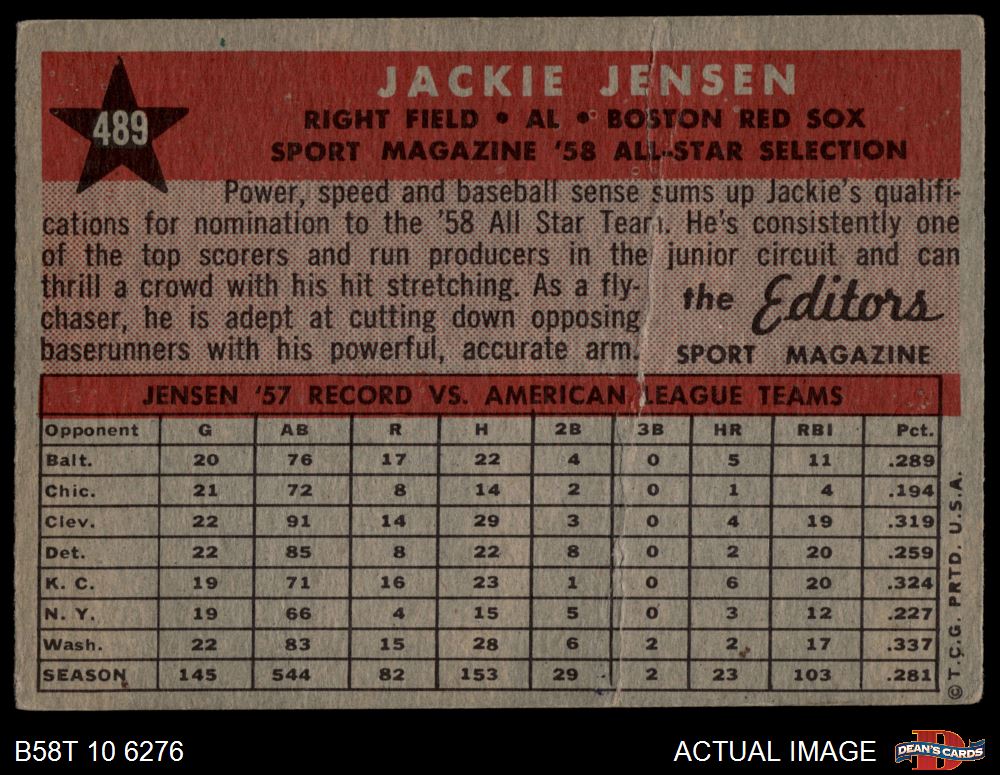 489
JACKIE JENSEN
RIGHT FIELD • AL • BOSTON RED SOX
SPORT MAGAZINE '58 ALL-STAR SELECTION
Power, speed and baseball sense sums up Jackie's qualifi-
cations for nomination to the '58 All Star Team. He's consistently one
of the top scorers and run producers in the junior circuit and can
thrill a crowd with his hit stretching. As a fly-
chaser, he is adept at cutting down opposing
baserunners with his powerful, accurate arm.
the Editors
SPORT MAGAZINE
JENSEN '57 RECORD VS. AMERICAN LEAGUE TEAMS
Opponent G AB R H 2B 3B HR RBI Pct.
Balt. 20 76 17 22 4 0 5 11 .289
Chic. 21 72 8 14 2 0 1 4 .194
Clev. 22 91 14 29 3 0 4 19 .319
Det. 22 85 8 22 8 0 2 20 .259
K. C. 19 71 16 23 1 0 6 20 .324
N. Y. 19 66 4 15 5 0 3 12 .227
Wash. 22 83 15 28 6 2 2 17 .337
SEASON 145 544 82 153 29 2 23 103 .281
© T.C.G. PRTD. U.S.A.
B58T 10 6276
ACTUAL IMAGE
DEAN'S CARDS